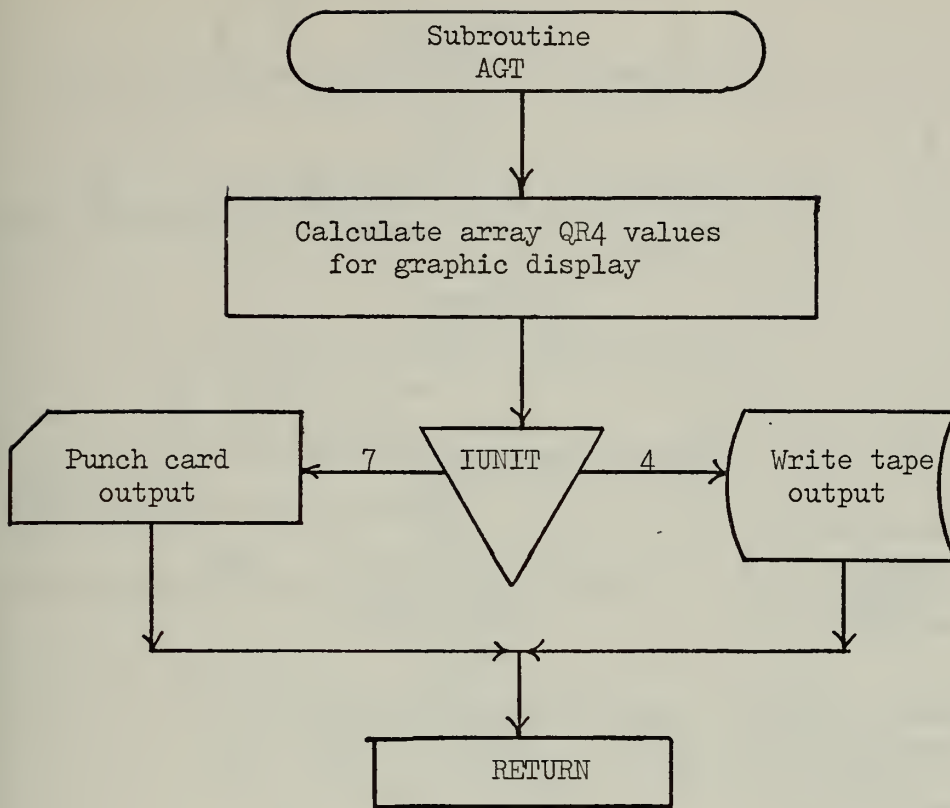 Subroutine
AGT
Calculate array QR4 values
for graphic display
Punch card
output
7
IUNIT
4
Write tape
output
RETURN